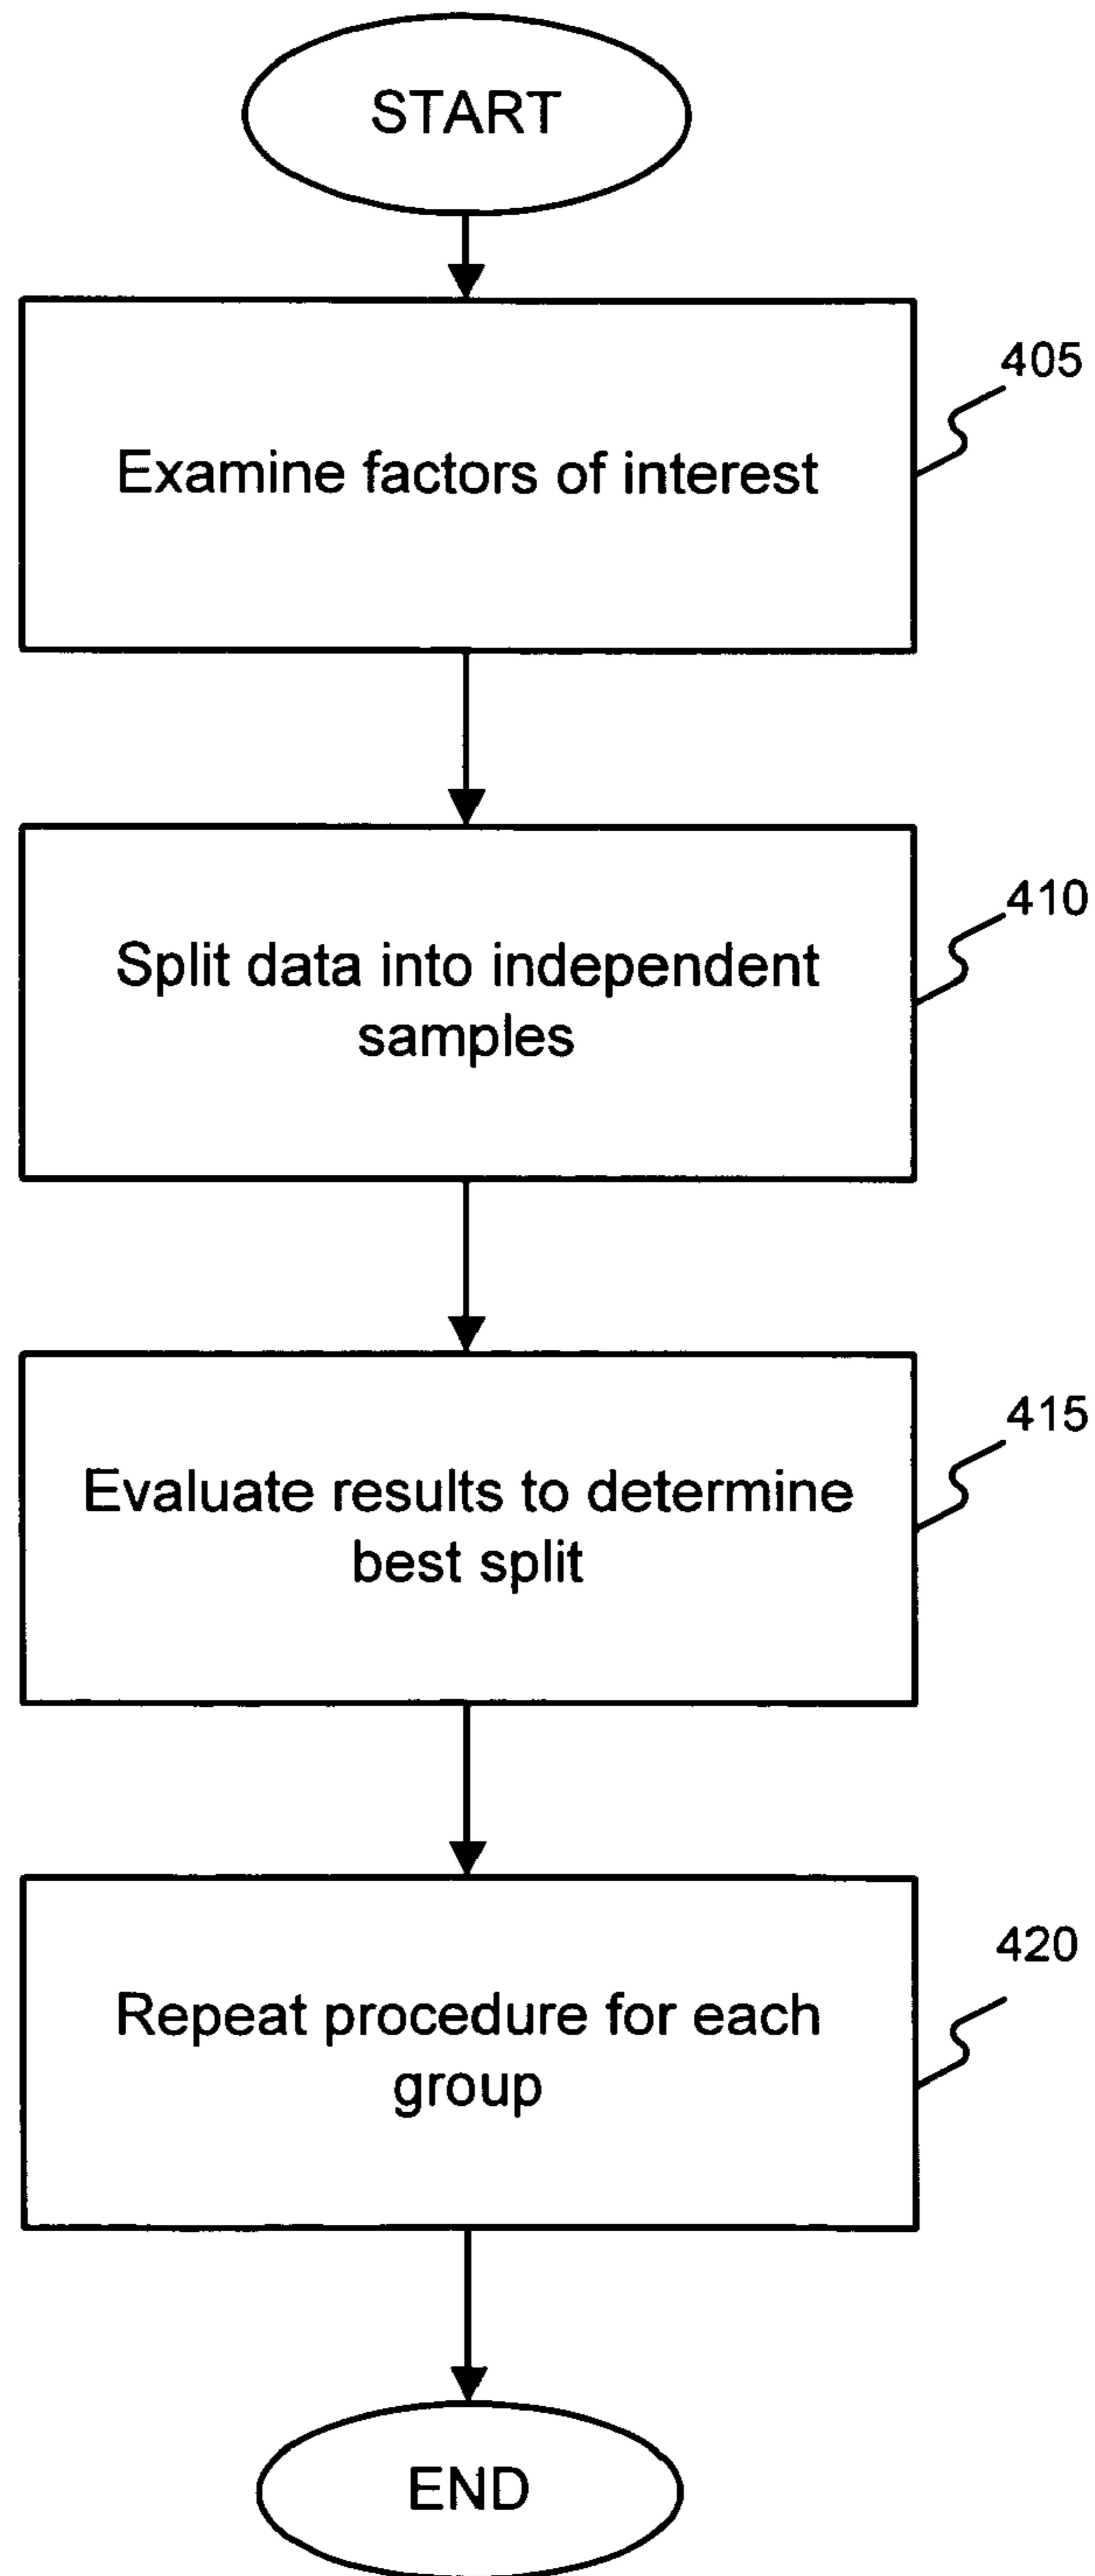 START
405
Examine factors of interest
410
Split data into independent
samples
415
Evaluate results to determine
best split
420
Repeat procedure for each
group
END